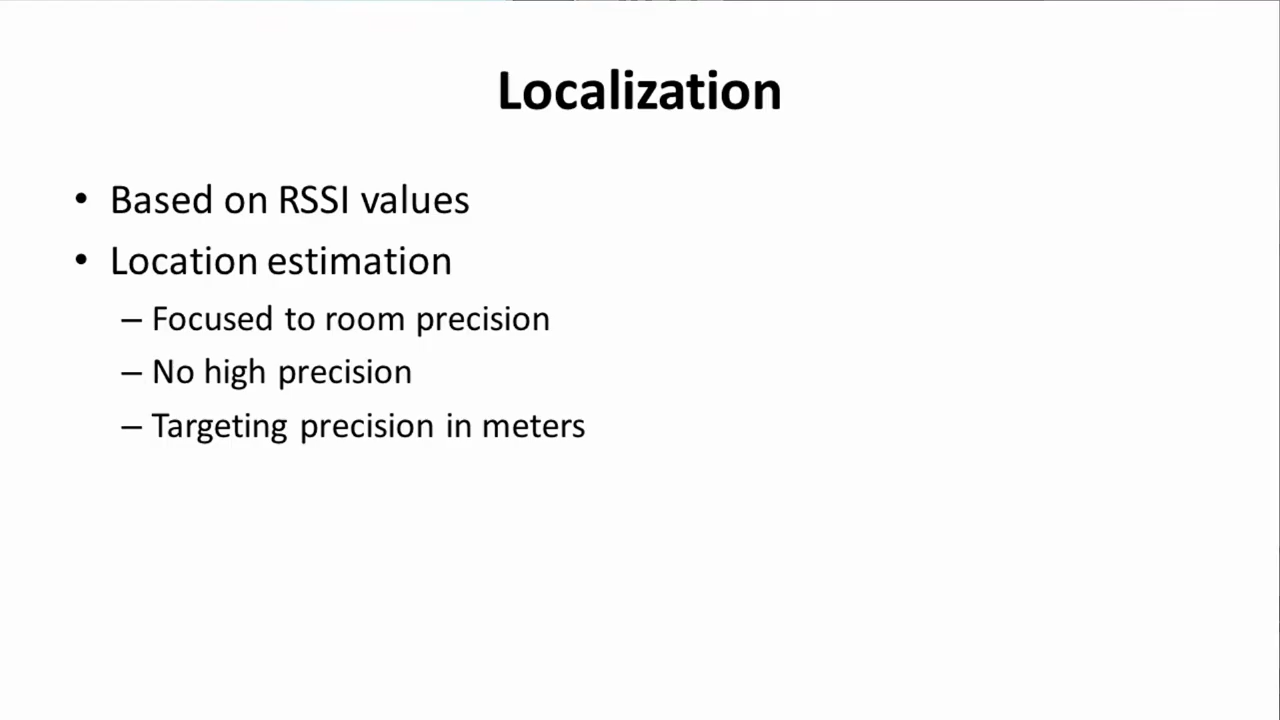 Localization
• Based on RSSI values
• Location estimation
– Focused to room precision
– No high precision
– Targeting precision in meters